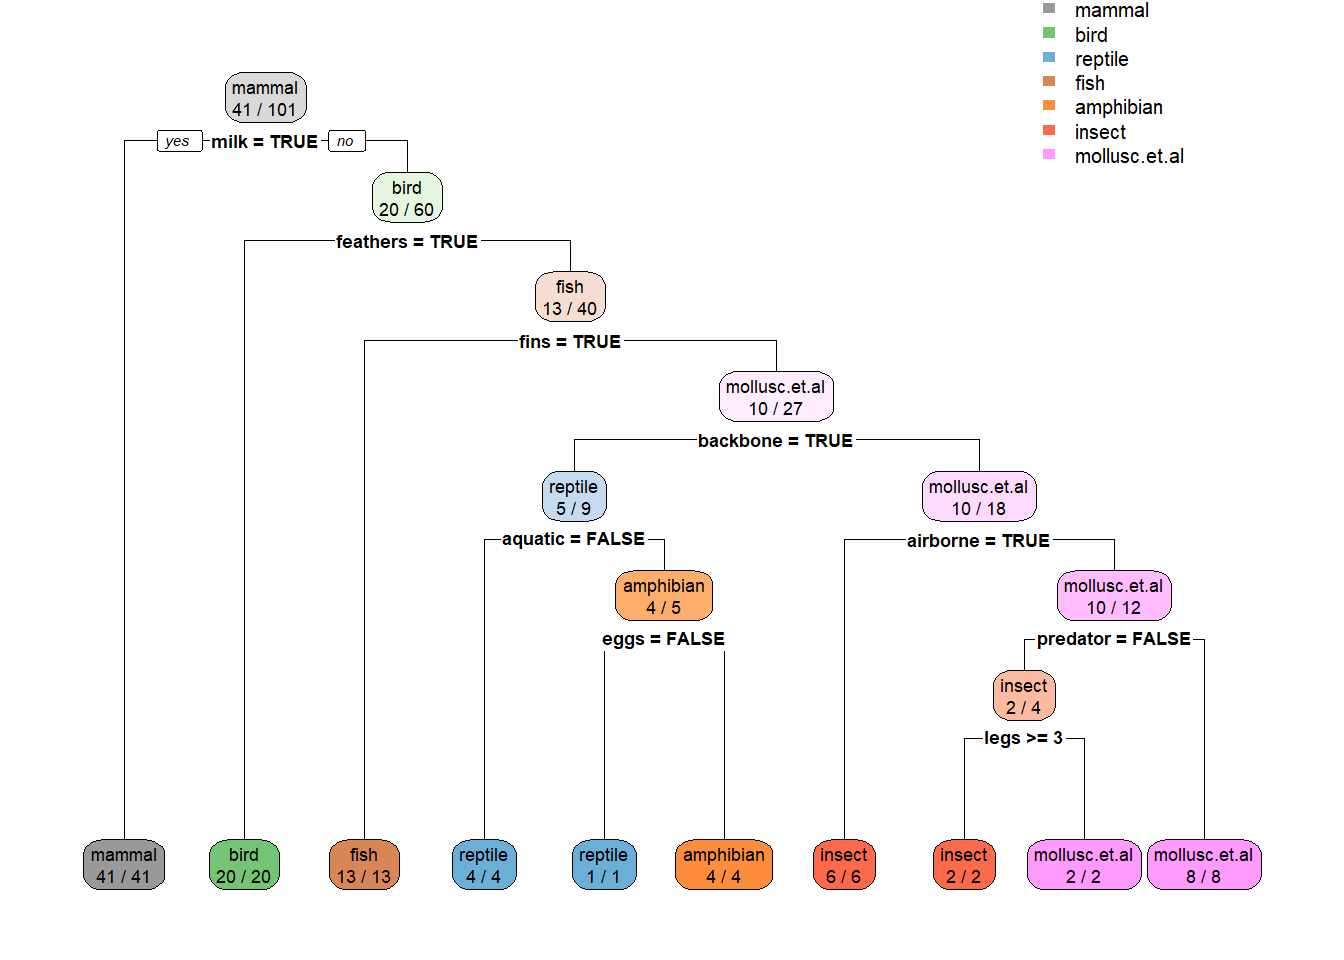 mammal
bird
reptile
fish
amphibian
insect
mollusc.et.al
mammal
41 / 101
yes milk = TRUE no
bird
20 / 60
feathers = TRUE
fish
13 / 40
fins = TRUE
mollusc.et.al
10 / 27
backbone = TRUE
reptile
5 / 9
mollusc.et.al
10 / 18
aquatic = FALSE
airborne = TRUE
amphibian
4 / 5
mollusc.et.al
10 / 12
eggs = FALSE
predator = FALSE
insect
2 / 4
legs >= 3
mammal
41 / 41
bird
20 / 20
fish
13 / 13
reptile
4 / 4
reptile
1 / 1
amphibian
4 / 4
insect
6 / 6
insect
2 / 2
mollusc.et.al
2 / 2
mollusc.et.al
8 / 8